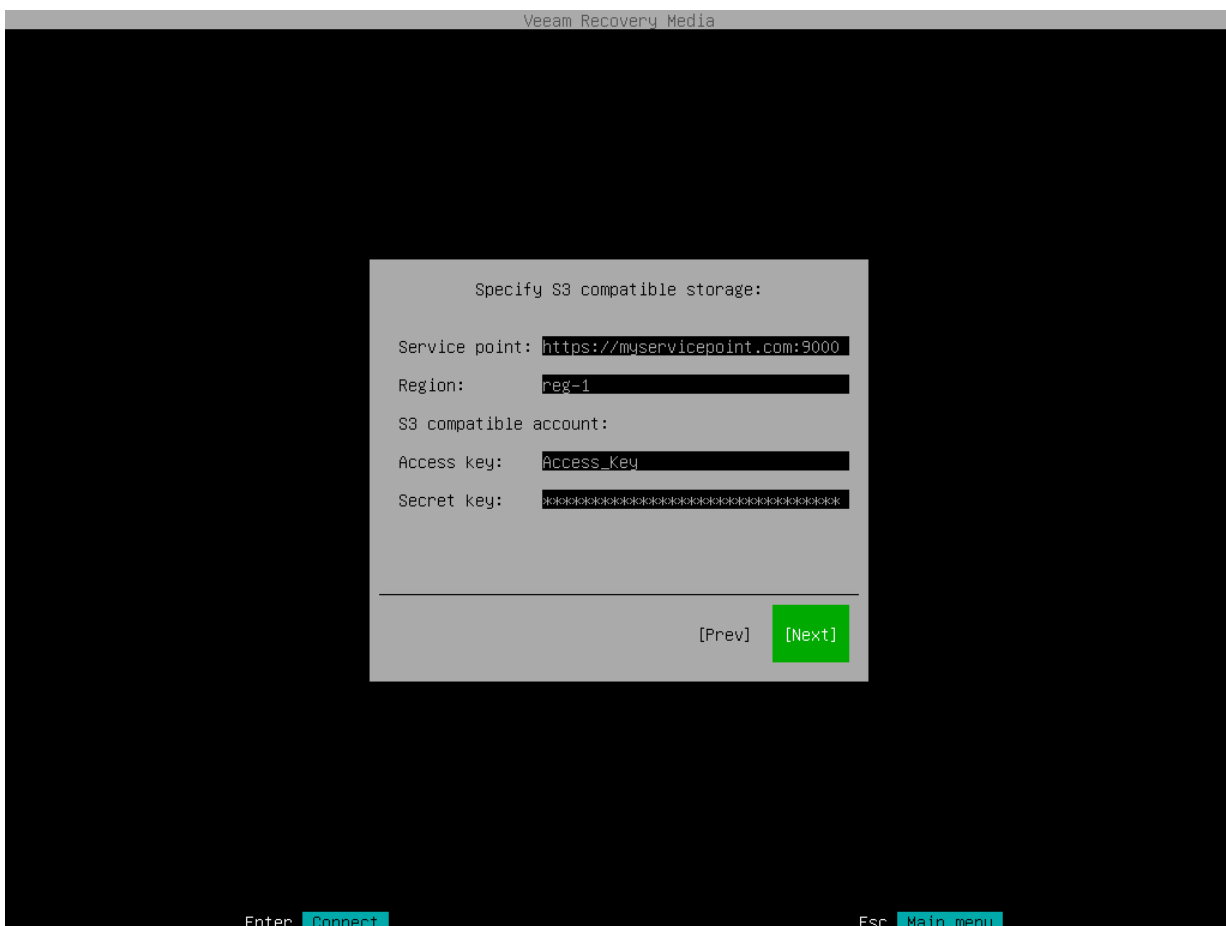 Veeam Recovery Media
Specify S3 compatible storage:
Service point: https://myservicepoint.com:9000
Region: reg-1
S3 compatible account:
Access key: Access_Key
Secret key: *********************************
[Prev] [Next]
Enter Connect Esc Main menu